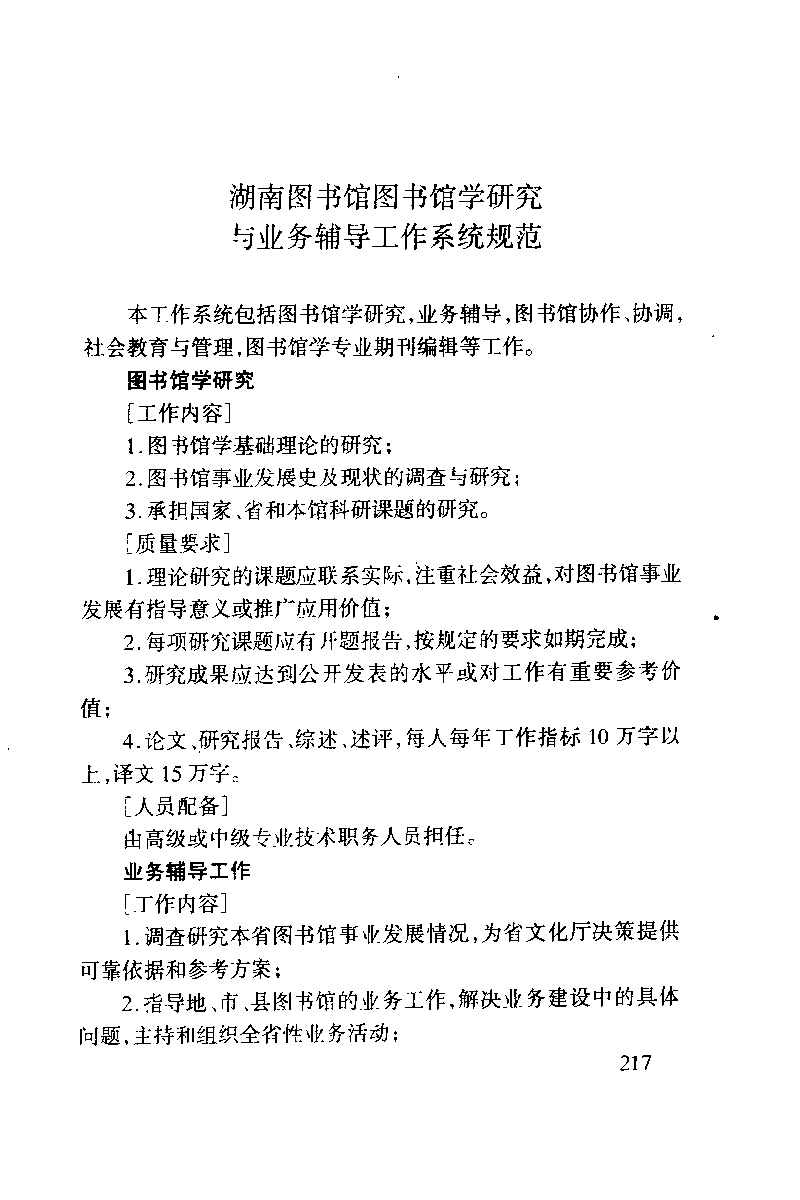 湖南图书馆图书馆学研究
与业务辅导工作系统规范
本工作系统包括图书馆学研究,业务辅导,图书馆协作、协调,
社会教育与管理,图书馆学专业期刊编辑等工作。
图书馆学研究
[工作内容]
1.图书馆学基础理论的研究;
2.图书馆事业发展史及现状的调查与研究;
3.承担国家、省和本馆科研课题的研究。
[质量要求]
1.理论研究的课题应联系实际,注重社会效益,对图书馆事业
发展有指导意义或推广应用价值;
2.每项研究课题应有开题报告,按规定的要求如期完成;
3.研究成果应达到公开发表的水平或对工作有重要参考价
值;
4.论文、研究报告、综述、述评,每人每年工作指标 10 万字以
上,译文 15 万字。
[人员配备]
由高级或中级专业技术职务人员担任。
业务辅导工作
[工作内容]
1.调查研究本省图书馆事业发展情况,为省文化厅决策提供
可靠依据和参考方案;
2.指导地、市、县图书馆的业务工作,解决业务建设中的具体
问题,主持和组织全省性业务活动;
217